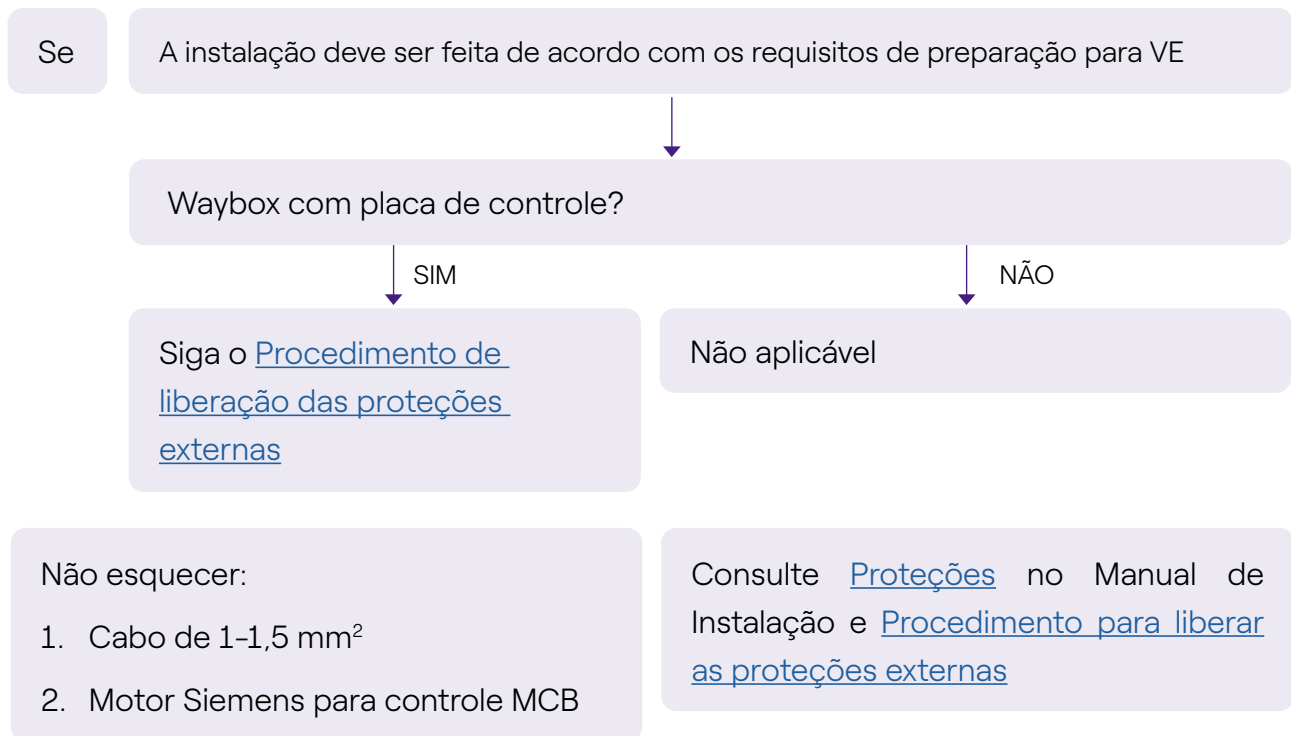 Se
A instalação deve ser feita de acordo com os requisitos de preparação para VE
Waybox com placa de controle?
SIM
NÃO
Siga o Procedimento de
liberação das proteções
externas
Não aplicável
Não esquecer:
1. Cabo de 1-1,5 mm²
2. Motor Siemens para controle MCB
Consulte Proteções no Manual de
Instalação e Procedimento para liberar
as proteções externas